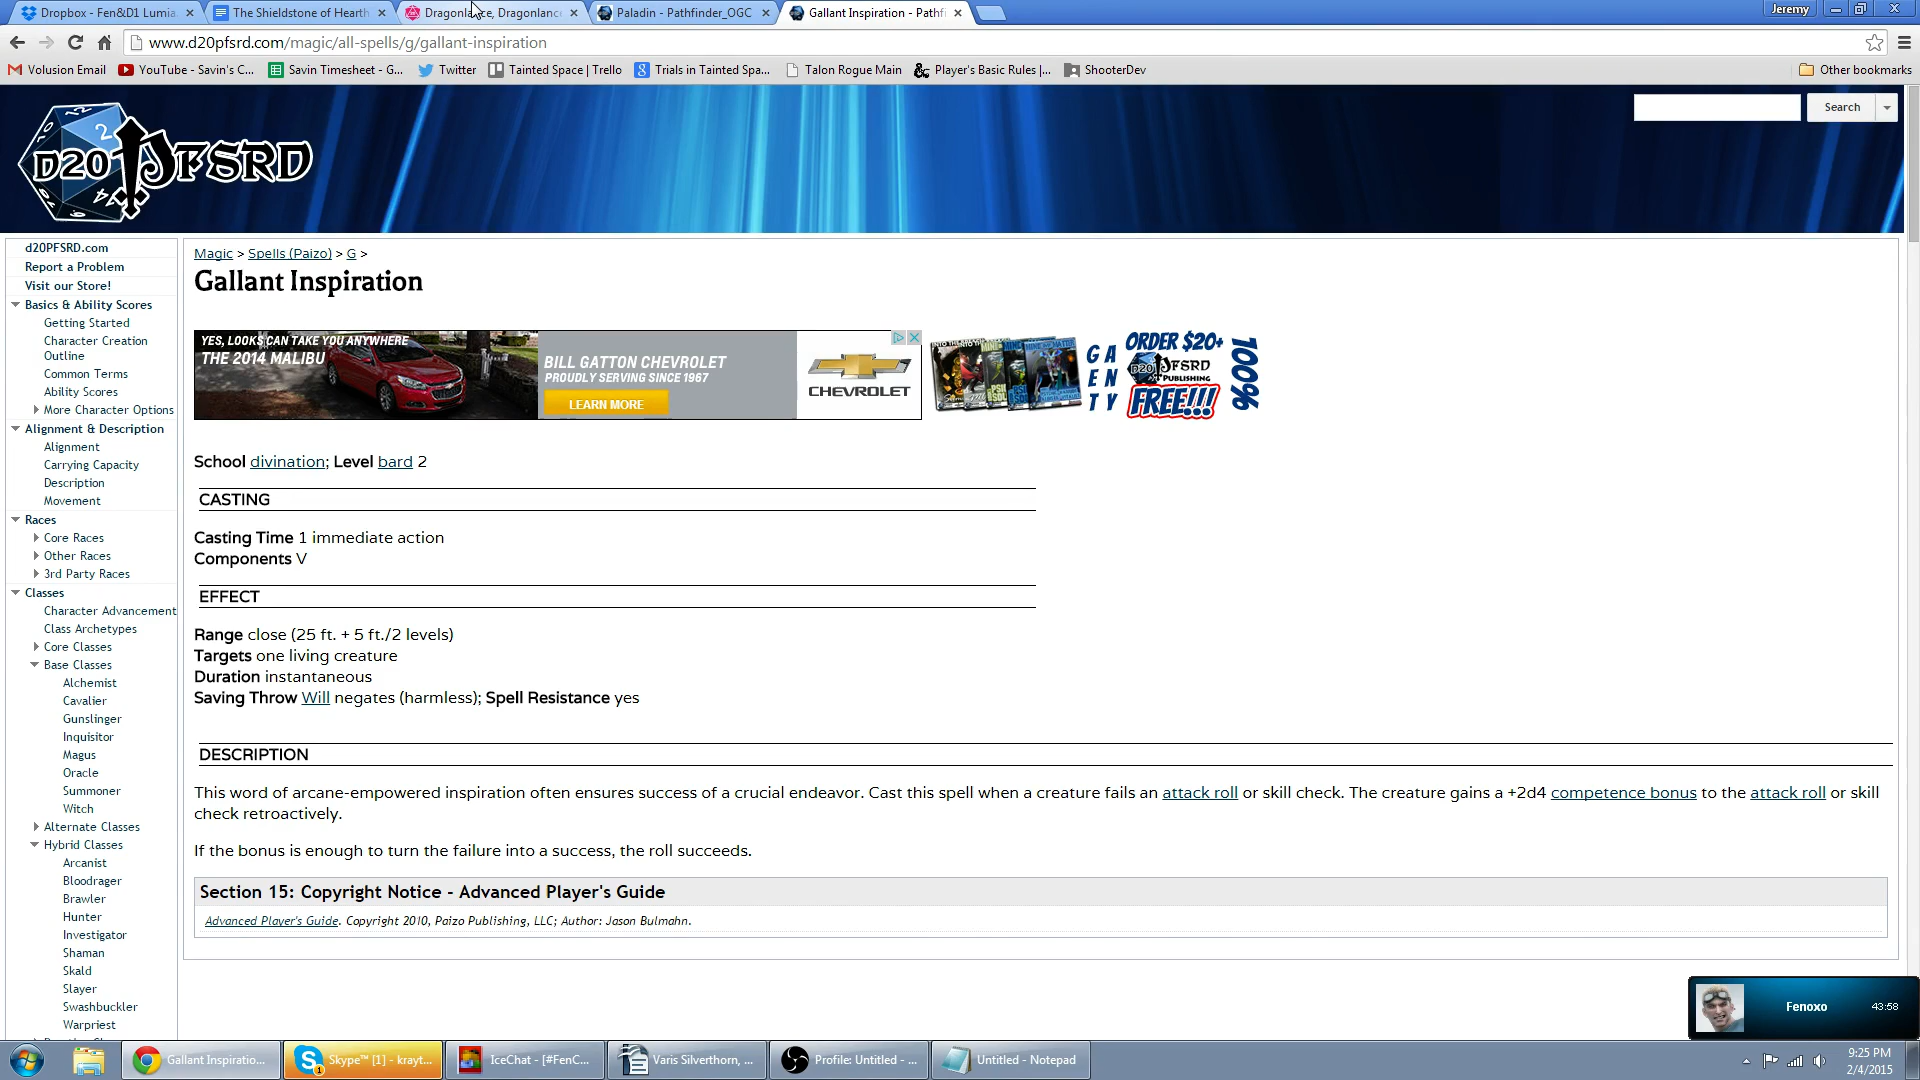 Dropbox - Fen&D1 Lumia
The Shieldstone of Hearth
Dragonlance, Dragonlanc
Paladin - Pathfinder_OGC
Gallant Inspiration - Pathfi
Jeremy
www.d20pfsrd.com/magic/all-spells/g/gallant-inspiration
Volusion Email
YouTube - Savin's C...
Savin Timesheet - G...
Twitter
Tainted Space | Trello
Trials in Tainted Spa...
Talon Rogue Main
Player's Basic Rules |...
ShooterDev
Other bookmarks
D20PFSRD
Search
d20PFSRD.com
Report a Problem
Visit our Store!
Basics & Ability Scores
Getting Started
Character Creation
Outline
Common Terms
Ability Scores
More Character Options
Alignment & Description
Alignment
Carrying Capacity
Description
Movement
Races
Core Races
Other Races
3rd Party Races
Classes
Character Advancement
Class Archetypes
Core Classes
Base Classes
Alchemist
Cavalier
Gunslinger
Inquisitor
Magus
Oracle
Summoner
Witch
Alternate Classes
Hybrid Classes
Arcanist
Bloodrager
Brawler
Hunter
Investigator
Shaman
Skald
Slayer
Swashbuckler
Warpriest
Magic > Spells (Paizo) > G >
Gallant Inspiration
YES, LOOKS CAN TAKE YOU ANYWHERE
THE 2014 MALIBU
BILL GATTON CHEVROLET
PROUDLY SERVING SINCE 1967
LEARN MORE
CHEVROLET
ORDER $20+
D20PFSRD
PUBLISHING
FREE!!!
100%
School divination; Level bard 2
CASTING
Casting Time 1 immediate action
Components V
EFFECT
Range close (25 ft. + 5 ft./2 levels)
Targets one living creature
Duration instantaneous
Saving Throw Will negates (harmless); Spell Resistance yes
DESCRIPTION
This word of arcane-empowered inspiration often ensures success of a crucial endeavor. Cast this spell when a creature fails an attack roll or skill check. The creature gains a +2d4 competence bonus to the attack roll or skill
check retroactively.
If the bonus is enough to turn the failure into a success, the roll succeeds.
Section 15: Copyright Notice - Advanced Player's Guide
Advanced Player's Guide. Copyright 2010, Paizo Publishing, LLC; Author: Jason Bulmahn.
Fenoxo
43:58
Gallant Inspiratio...
Skype™ [1] - krayt...
IceChat - [#FenC...
Varis Silverthorn, ...
Profile: Untitled - ...
Untitled - Notepad
9:25 PM
2/4/2015